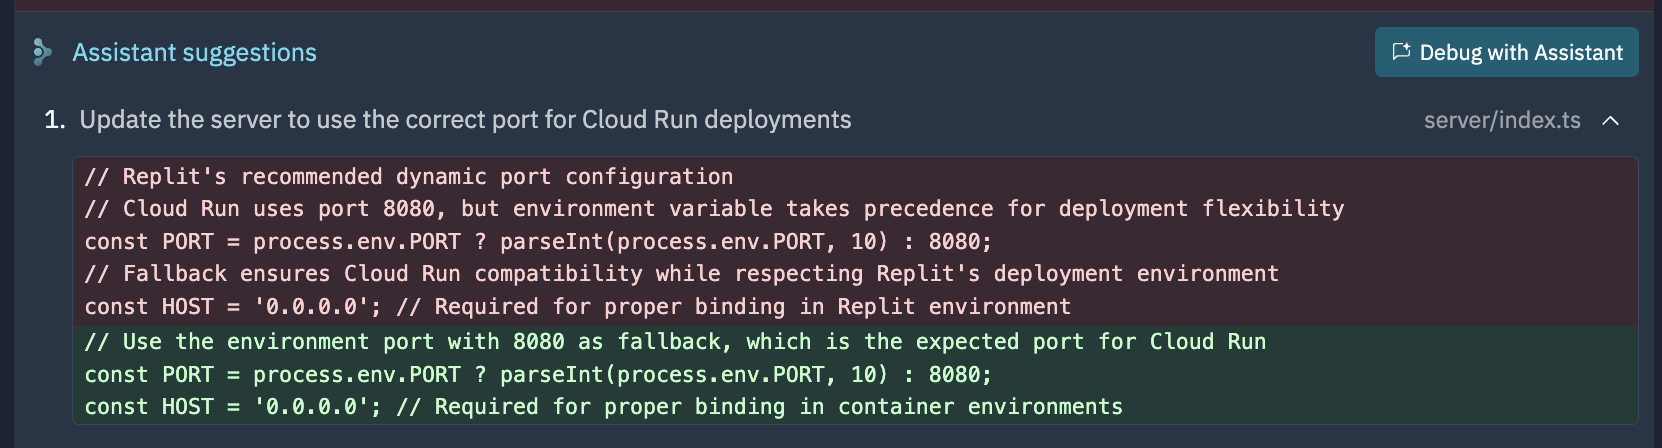 Assistant suggestions
Debug with Assistant
1. Update the server to use the correct port for Cloud Run deployments
server/index.ts
// Replit's recommended dynamic port configuration
// Cloud Run uses port 8080, but environment variable takes precedence for deployment flexibility
const PORT = process.env.PORT ? parseInt(process.env.PORT, 10) : 8080;
// Fallback ensures Cloud Run compatibility while respecting Replit's deployment environment
const HOST = '0.0.0.0'; // Required for proper binding in Replit environment
// Use the environment port with 8080 as fallback, which is the expected port for Cloud Run
const PORT = process.env.PORT ? parseInt(process.env.PORT, 10) : 8080;
const HOST = '0.0.0.0'; // Required for proper binding in container environments